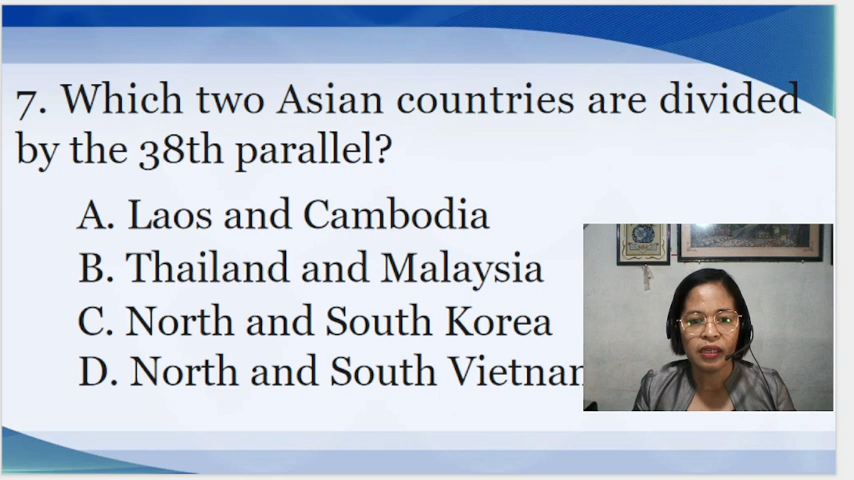 7. Which two Asian countries are divided
by the 38th parallel?
A. Laos and Cambodia
B. Thailand and Malaysia
C. North and South Korea
D. North and South